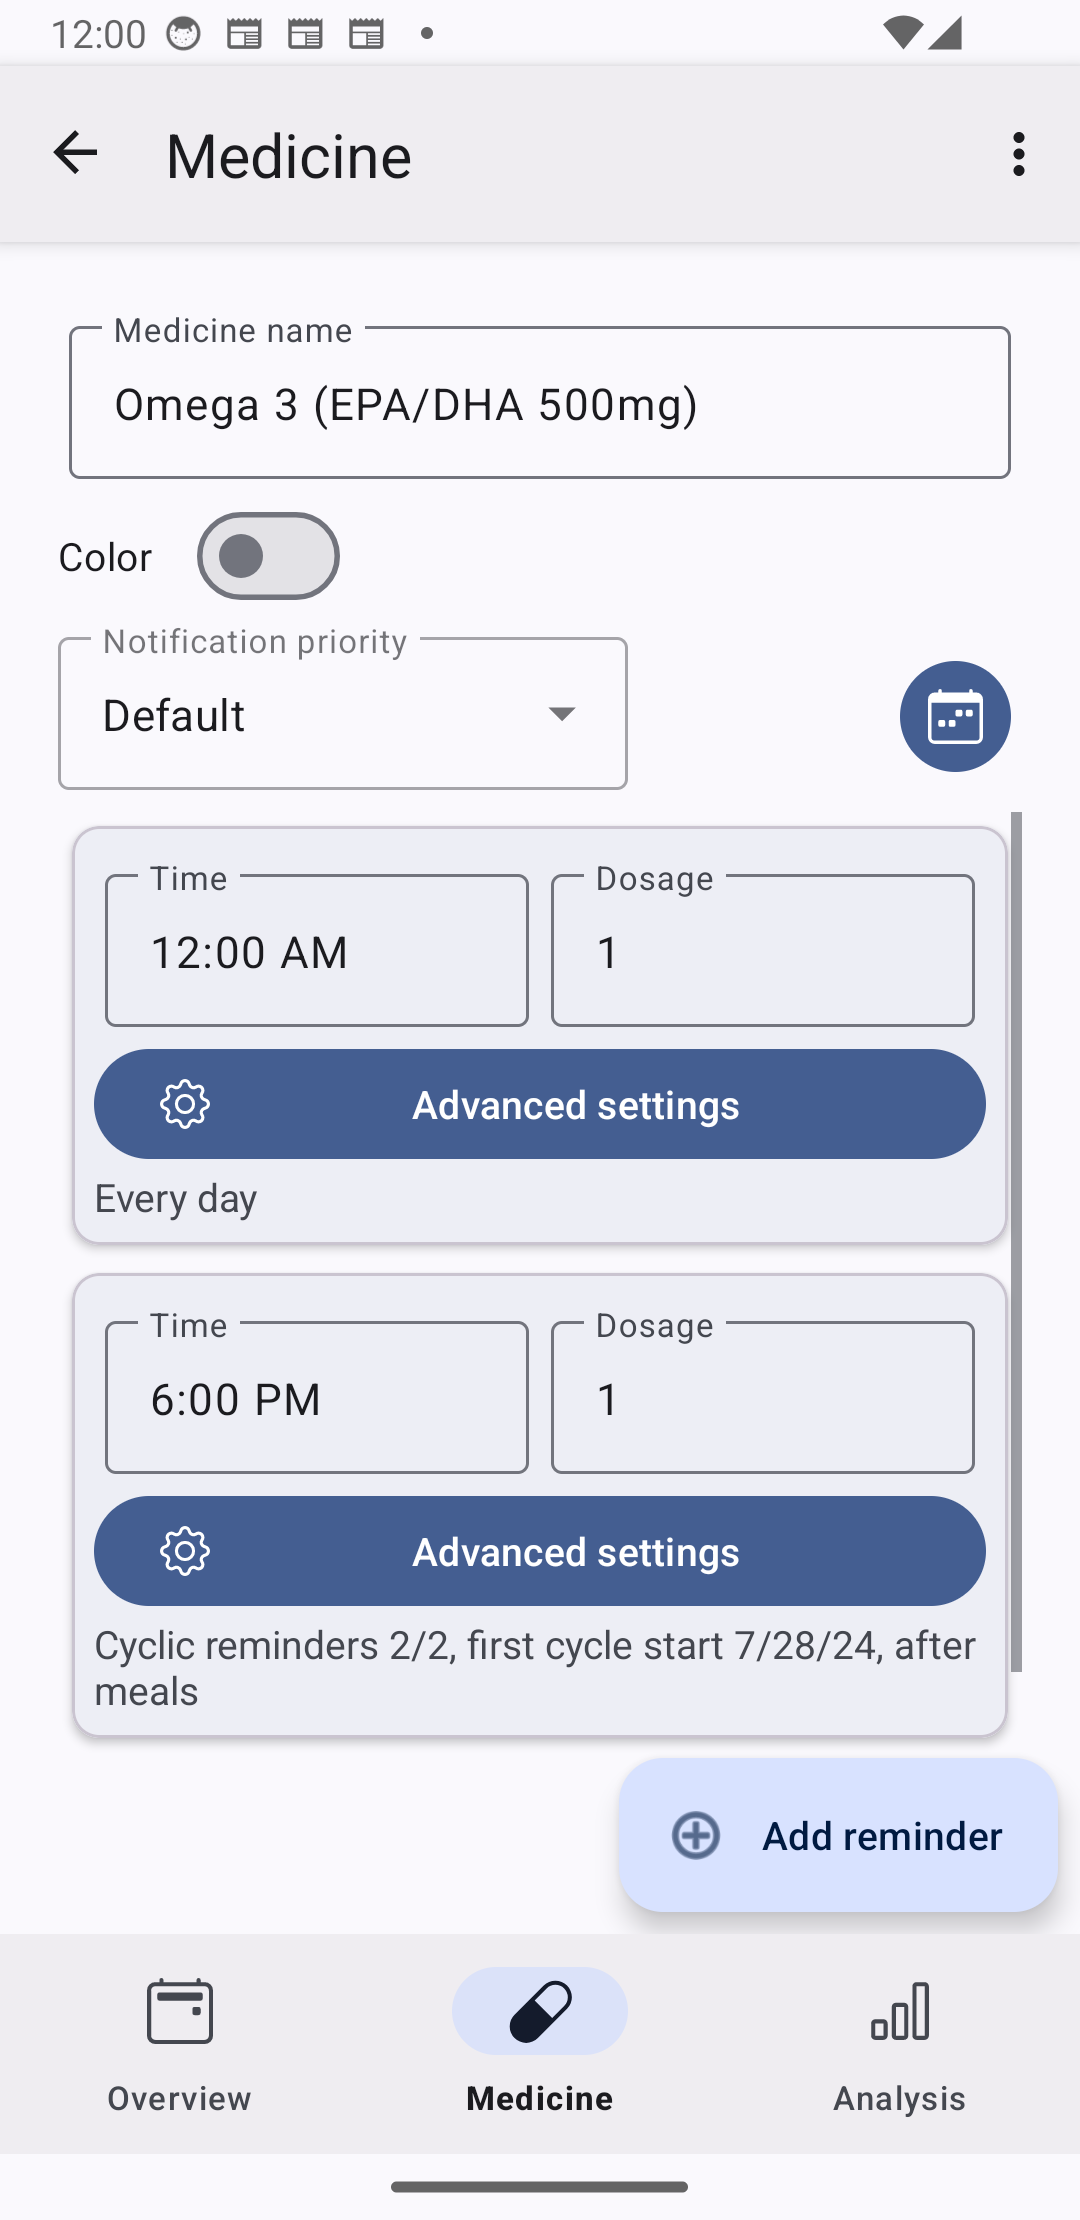 12:00
Medicine
Medicine name
Omega 3 (EPA/DHA 500mg)
Color
Notification priority
Default
Time
12:00 AM
Dosage
1
Advanced settings
Every day
Time
6:00 PM
Dosage
1
Advanced settings
Cyclic reminders 2/2, first cycle start 7/28/24, after
meals
Add reminder
Overview
Medicine
Analysis